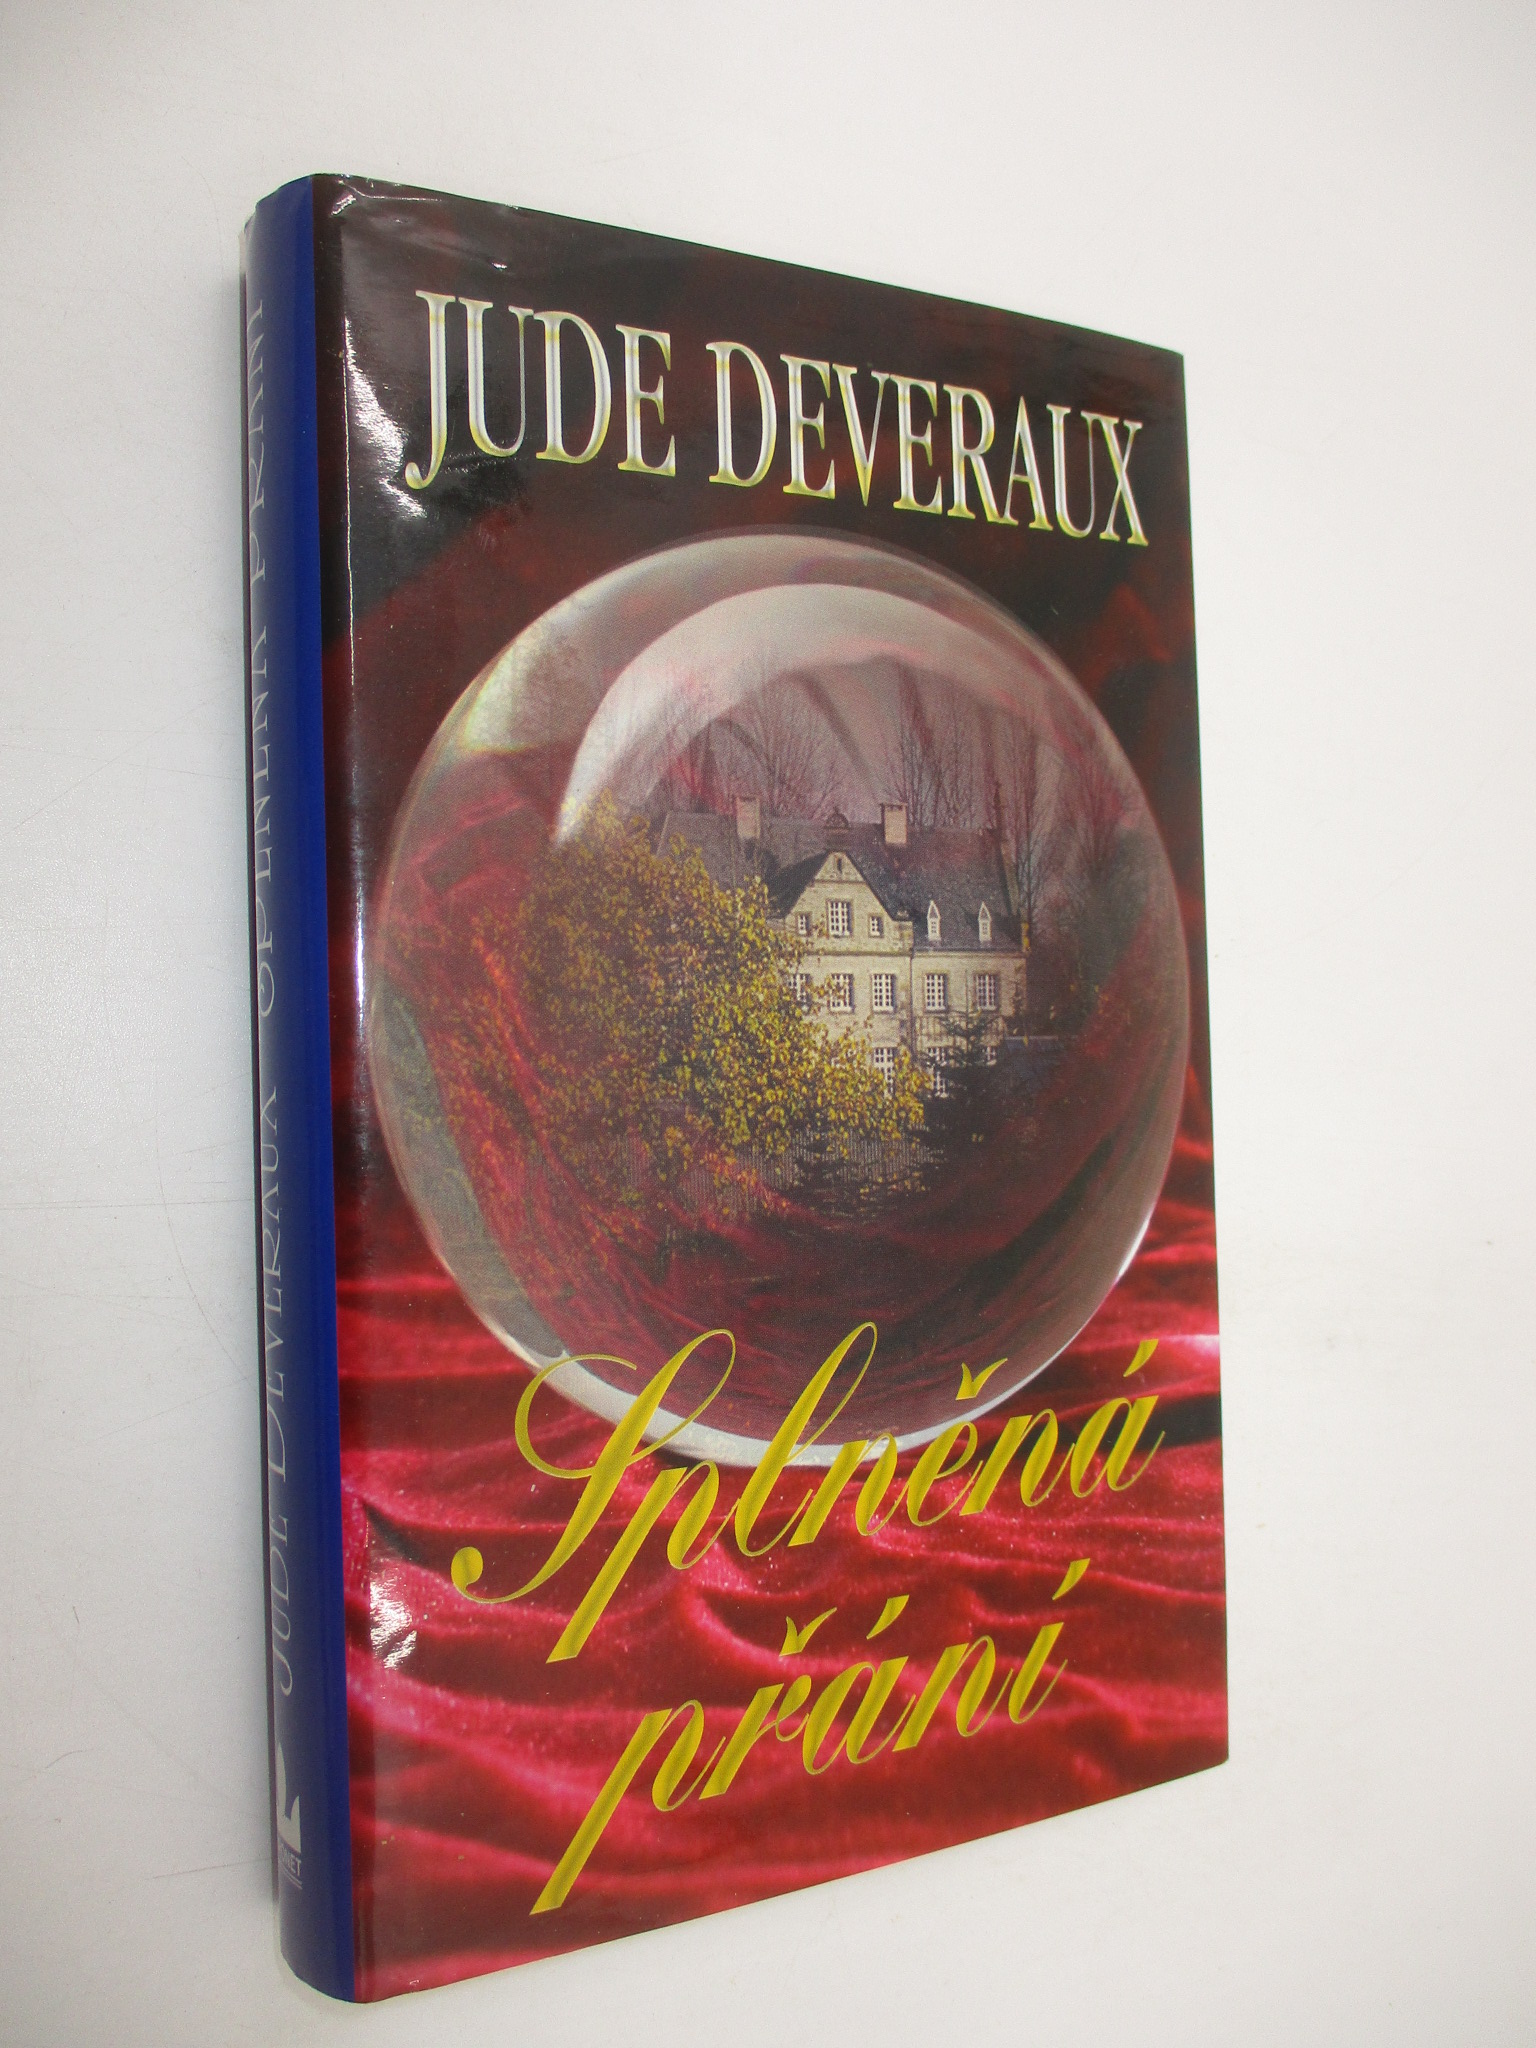 JUDE DEVERAUX
Splněná
přání
JUDE DEVERAUX SPLNĚNÁ PŘÁNÍ